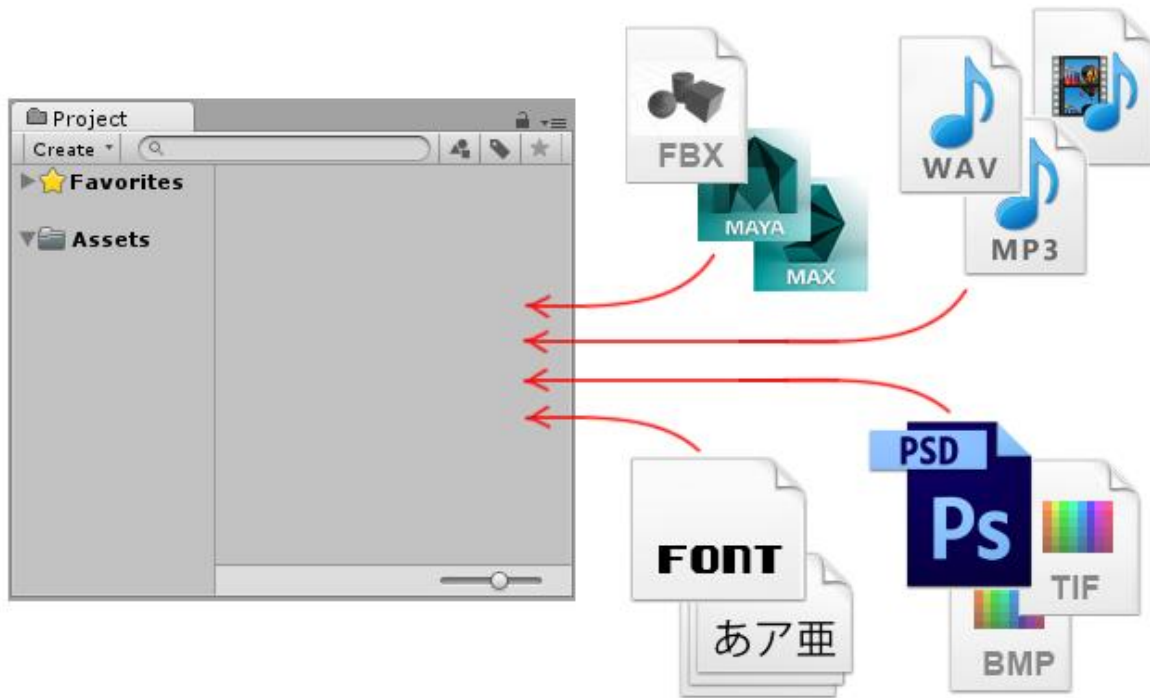 Project
Create
Favorites
Assets
FBX
MAYA
MAX
WAV
MP3
FONT
あア亜
PSD
Ps
TIF
BMP